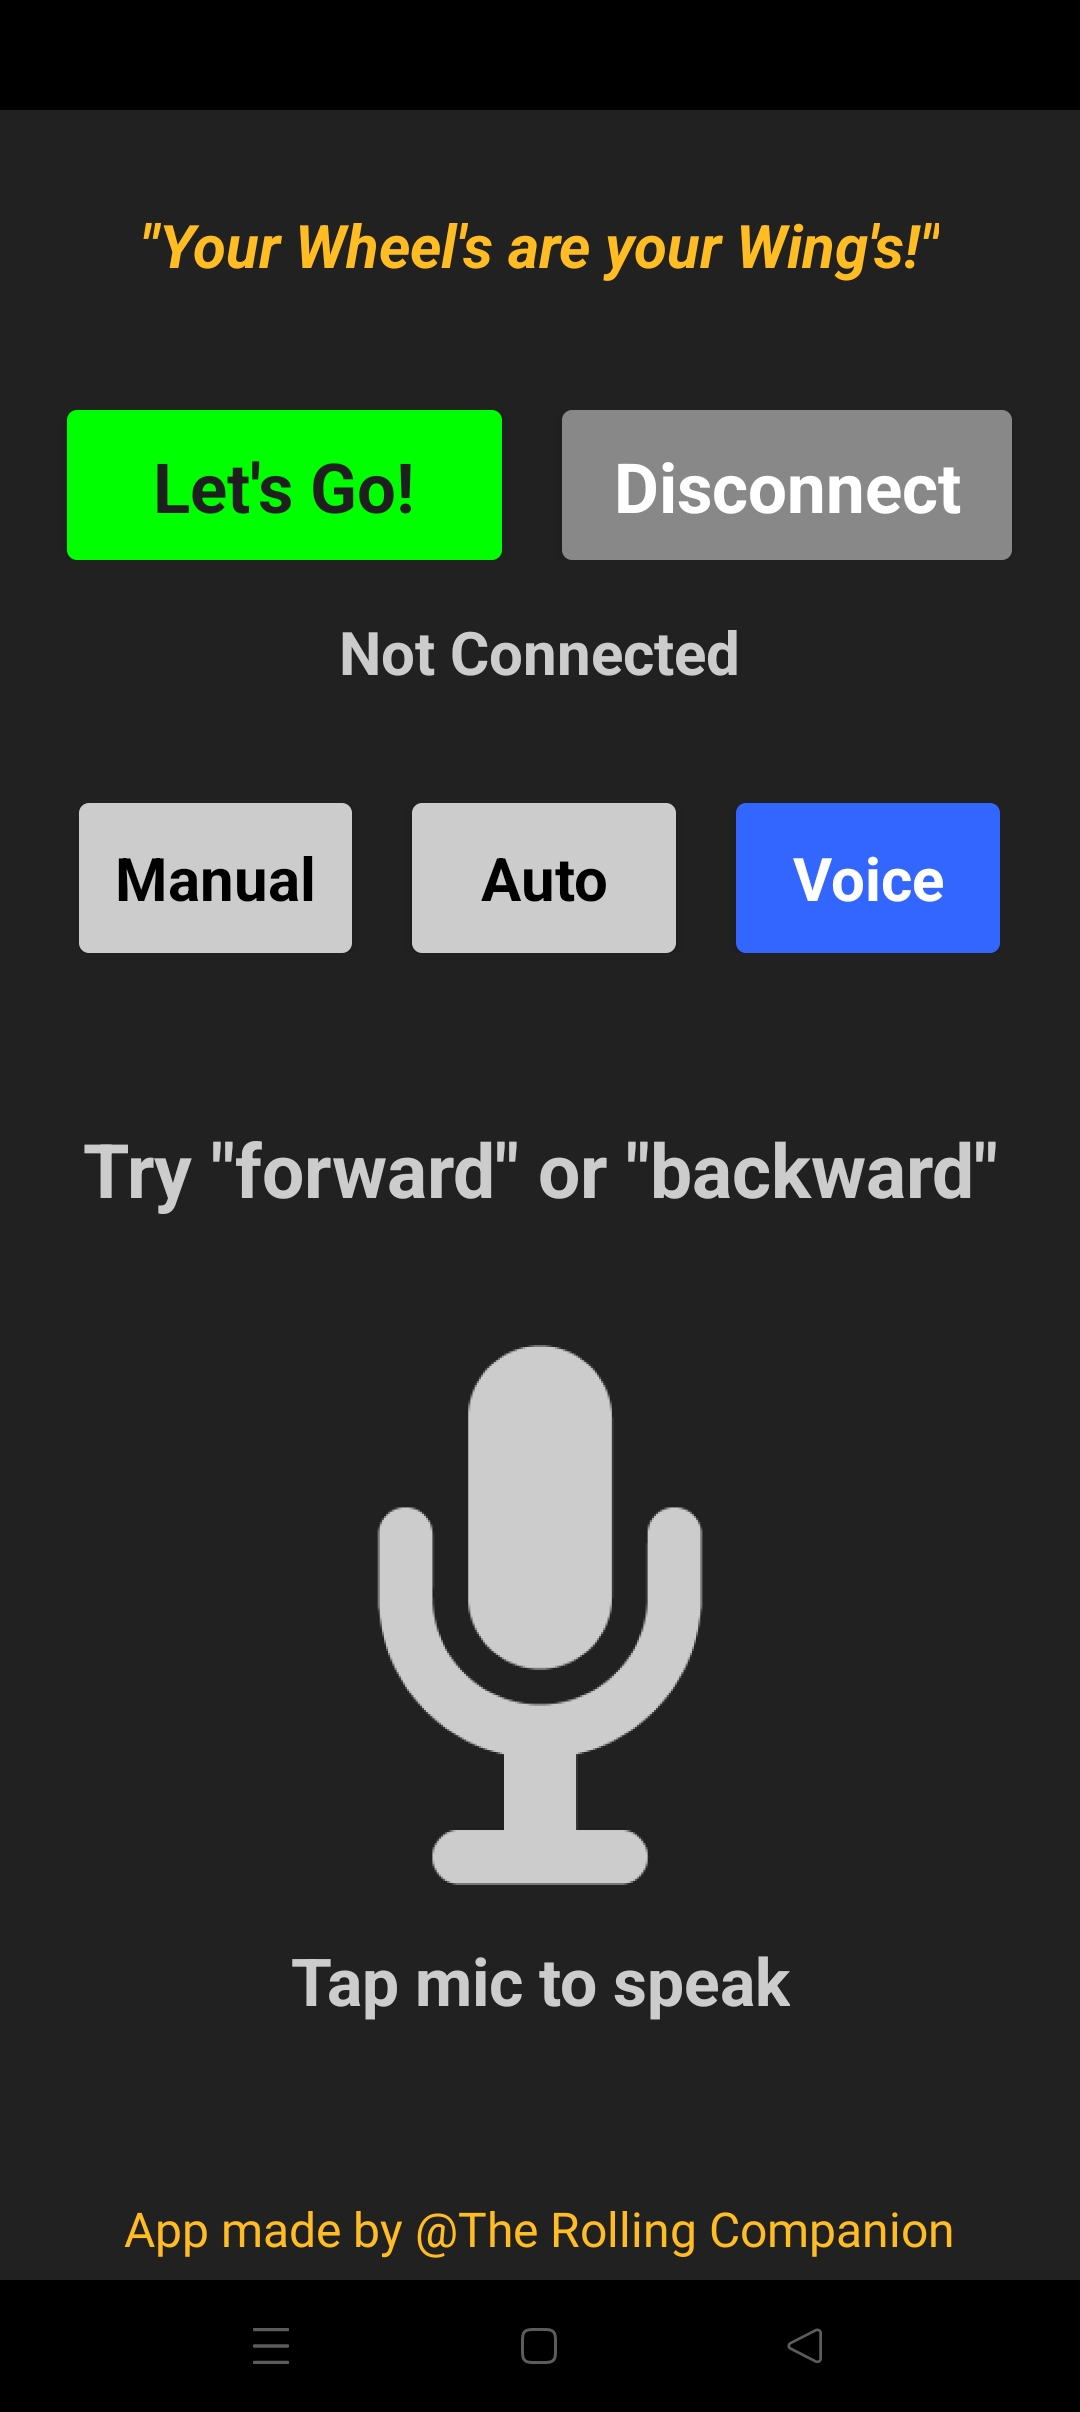 "Your Wheel's are your Wing's!"
Let's Go!
Disconnect
Not Connected
Manual
Auto
Voice
Try "forward" or "backward"
Tap mic to speak
App made by @The Rolling Companion